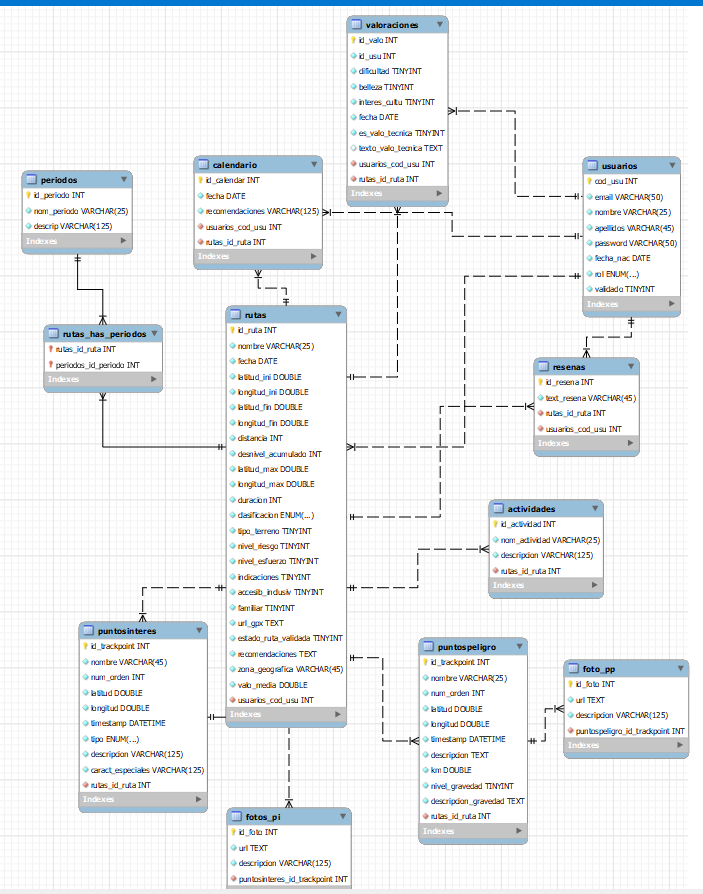 valoraciones
id_valo INT
id_usu INT
dificultad TINYINT
belleza TINYINT
interes_cultu TINYINT
fecha DATE
es_valo_tecnica TINYINT
texto_valo_tecnica TEXT
usuarios_cod_usu INT
rutas_id_ruta INT
Indexes
periodos
id_periodo INT
nom_periodo VARCHAR(25)
descrip VARCHAR(125)
Indexes
calendario
id_calendar INT
fecha DATE
recomendaciones VARCHAR(125)
usuarios_cod_usu INT
rutas_id_ruta INT
Indexes
usuarios
cod_usu INT
email VARCHAR(50)
nombre VARCHAR(25)
apellidos VARCHAR(45)
password VARCHAR(50)
fecha_nac DATE
rol ENUM(...)
validado TINYINT
Indexes
rutas_has_periodos
rutas_id_ruta INT
periodos_id_periodo INT
Indexes
rutas
id_ruta INT
nombre VARCHAR(25)
fecha DATE
latitud_ini DOUBLE
longitud_ini DOUBLE
latitud_fin DOUBLE
longitud_fin DOUBLE
distancia INT
desnivel_acumulado INT
latitud_max DOUBLE
longitud_max DOUBLE
duracion INT
clasificacion ENUM(...)
tipo_terreno TINYINT
nivel_riesgo TINYINT
nivel_esfuerzo TINYINT
indicaciones TINYINT
accesib_inclusiv TINYINT
familiar TINYINT
url_gpx TEXT
estado_ruta_validada TINYINT
recomendaciones TEXT
zona_geografica VARCHAR(45)
valo_media DOUBLE
usuarios_cod_usu INT
Indexes
resenas
id_resena INT
text_resena VARCHAR(45)
rutas_id_ruta INT
usuarios_cod_usu INT
Indexes
actividades
id_actividad INT
nom_actividad VARCHAR(25)
descripcion VARCHAR(125)
rutas_id_ruta INT
Indexes
puntosinteres
id_trackpoint INT
nombre VARCHAR(45)
num_orden INT
latitud DOUBLE
longitud DOUBLE
timestamp DATETIME
tipo ENUM(...)
descripcion VARCHAR(125)
caract_especiales VARCHAR(125)
rutas_id_ruta INT
Indexes
puntospeligro
id_trackpoint INT
nombre VARCHAR(25)
num_orden INT
latitud DOUBLE
longitud DOUBLE
timestamp DATETIME
descripcion TEXT
km DOUBLE
nivel_gravedad TINYINT
descripcion_gravedad TEXT
rutas_id_ruta INT
Indexes
foto_pp
id_foto INT
url TEXT
descripcion VARCHAR(125)
puntospeligro_id_trackpoint INT
Indexes
fotos_pi
id_foto INT
url TEXT
descripcion VARCHAR(125)
puntosinteres_id_trackpoint INT